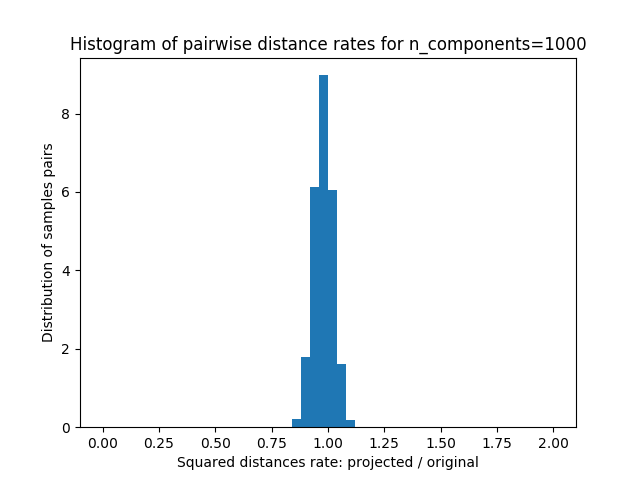 Histogram of pairwise distance rates for n_components=1000
Distribution of samples pairs
8
6
4
2
0
0.00 0.25 0.50 0.75 1.00 1.25 1.50 1.75 2.00
Squared distances rate: projected / original